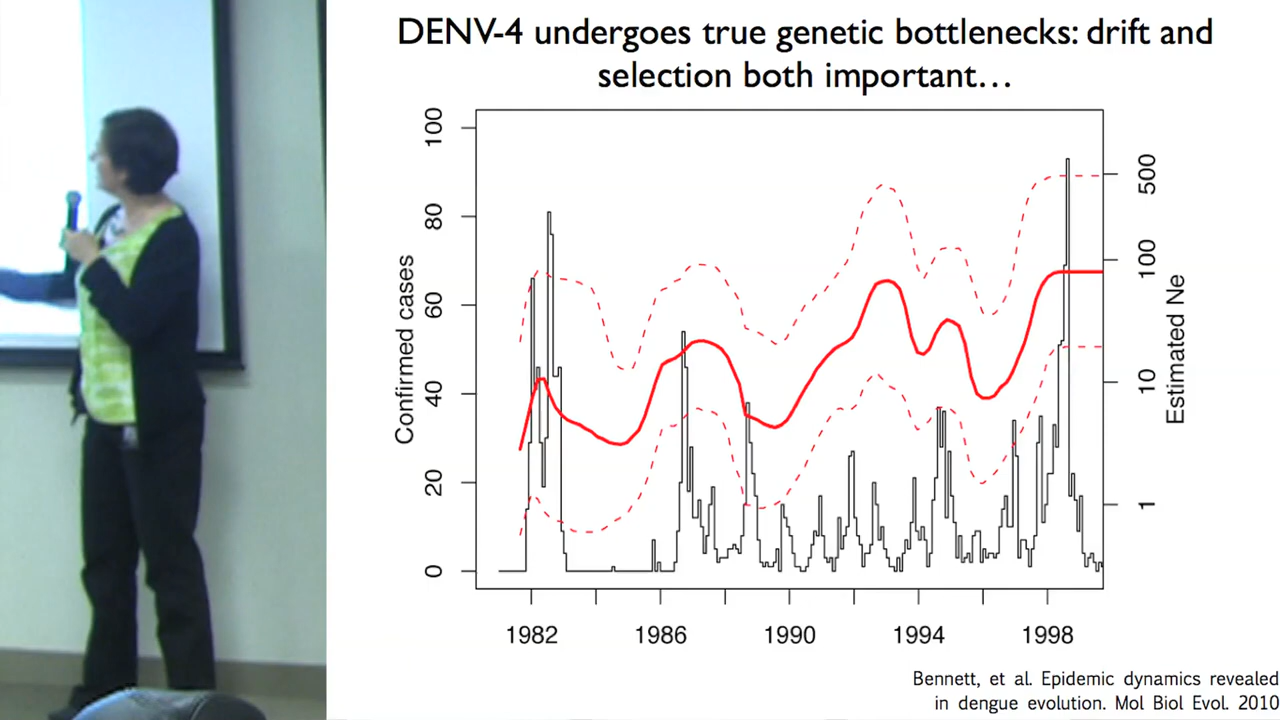 DENV-4 undergoes true genetic bottlenecks: drift and
selection both important...
Confirmed cases
100
80
60
40
20
0
500
100
10
1
Estimated Ne
1982
1986
1990
1994
1998
Bennett, et al. Epidemic dynamics revealed
in dengue evolution. Mol Biol Evol. 2010